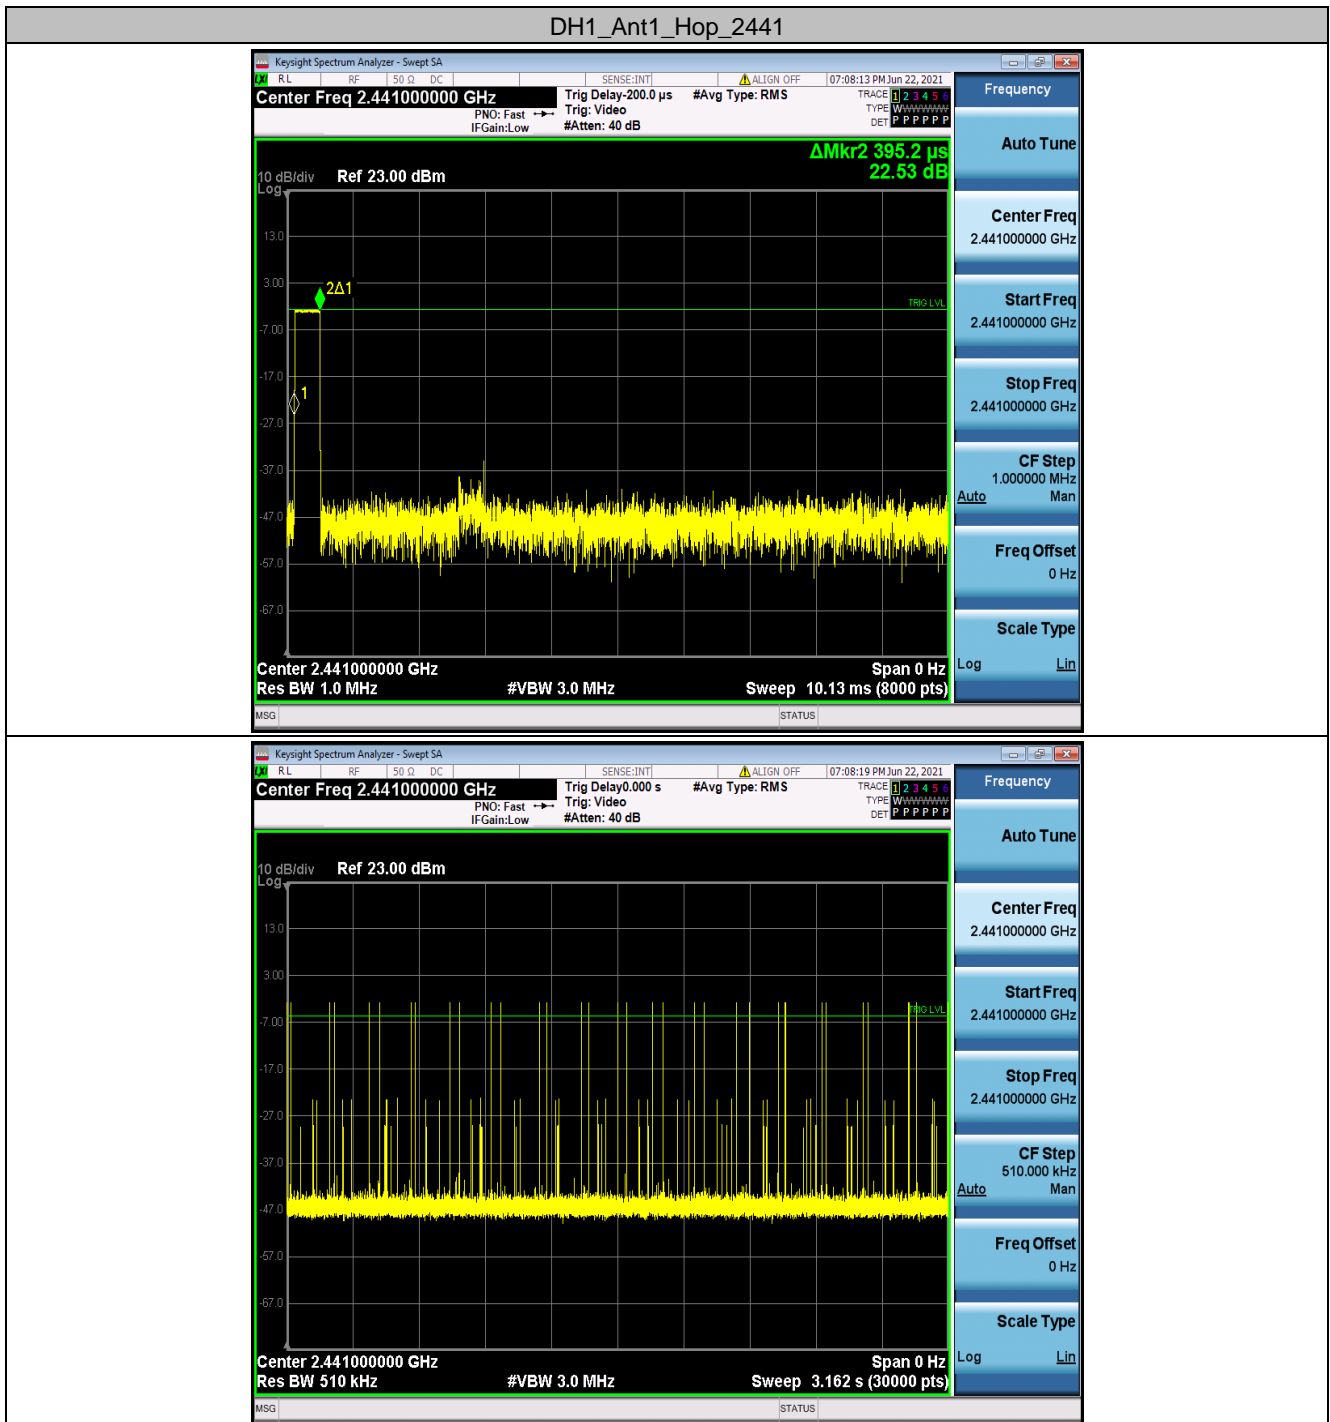 DH1_Ant1_Hop_2441
Keysight Spectrum Analyzer - Swept SA
LXI RL RF 50 Ω DC SENSE:INT ALIGN OFF 07:08:13 PM Jun 22, 2021
Center Freq 2.441000000 GHz
PNO: Fast
IFGain:Low
Trig Delay-200.0 µs
Trig: Video
#Atten: 40 dB
#Avg Type: RMS
TRACE 1 2 3 4 5 6
TYPE WWWWWW
DET P P P P P P
ΔMkr2 395.2 µs
22.53 dB
10 dB/div Ref 23.00 dBm
Log
13.0
3.00
2Δ1
TRIG LVL
-7.00
-17.0
1
-27.0
-37.0
-47.0
-57.0
-67.0
Center 2.441000000 GHz Span 0 Hz
Res BW 1.0 MHz #VBW 3.0 MHz Sweep 10.13 ms (8000 pts)
MSG STATUS
Frequency
Auto Tune
Center Freq
2.441000000 GHz
Start Freq
2.441000000 GHz
Stop Freq
2.441000000 GHz
CF Step
1.000000 MHz
Auto Man
Freq Offset
0 Hz
Scale Type
Log Lin
Keysight Spectrum Analyzer - Swept SA
LXI RL RF 50 Ω DC SENSE:INT ALIGN OFF 07:08:19 PM Jun 22, 2021
Center Freq 2.441000000 GHz
PNO: Fast
IFGain:Low
Trig Delay0.000 s
Trig: Video
#Atten: 40 dB
#Avg Type: RMS
TRACE 1 2 3 4 5 6
TYPE WWWWWW
DET P P P P P P
10 dB/div Ref 23.00 dBm
Log
13.0
3.00
TRIG LVL
-7.00
-17.0
-27.0
-37.0
-47.0
-57.0
-67.0
Center 2.441000000 GHz Span 0 Hz
Res BW 510 kHz #VBW 3.0 MHz Sweep 3.162 s (30000 pts)
MSG STATUS
Frequency
Auto Tune
Center Freq
2.441000000 GHz
Start Freq
2.441000000 GHz
Stop Freq
2.441000000 GHz
CF Step
510.000 kHz
Auto Man
Freq Offset
0 Hz
Scale Type
Log Lin